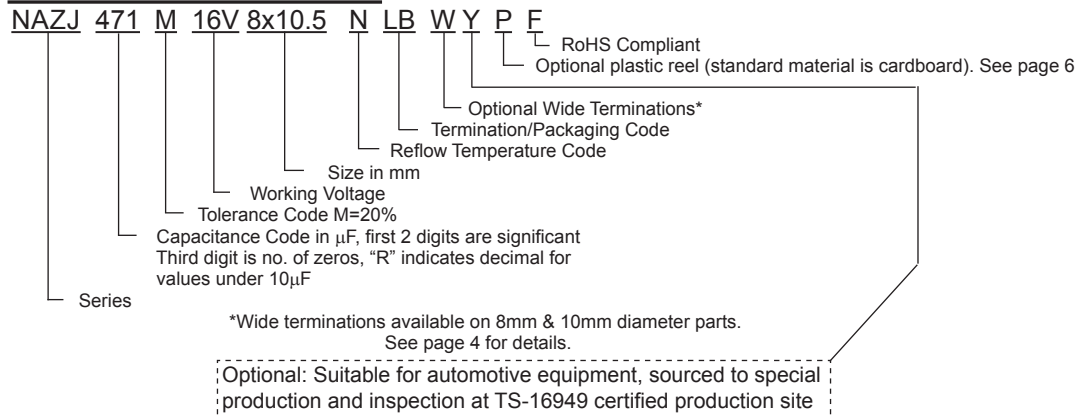 NAZJ 471 M 16V 8x10.5 N LB W Y P F
RoHS Compliant
Optional plastic reel (standard material is cardboard). See page 6
Optional Wide Terminations*
Termination/Packaging Code
Reflow Temperature Code
Size in mm
Working Voltage
Tolerance Code M=20%
Capacitance Code in μF, first 2 digits are significant
Third digit is no. of zeros, “R” indicates decimal for
values under 10μF
Series
*Wide terminations available on 8mm & 10mm diameter parts.
See page 4 for details.
Optional: Suitable for automotive equipment, sourced to special
production and inspection at TS-16949 certified production site